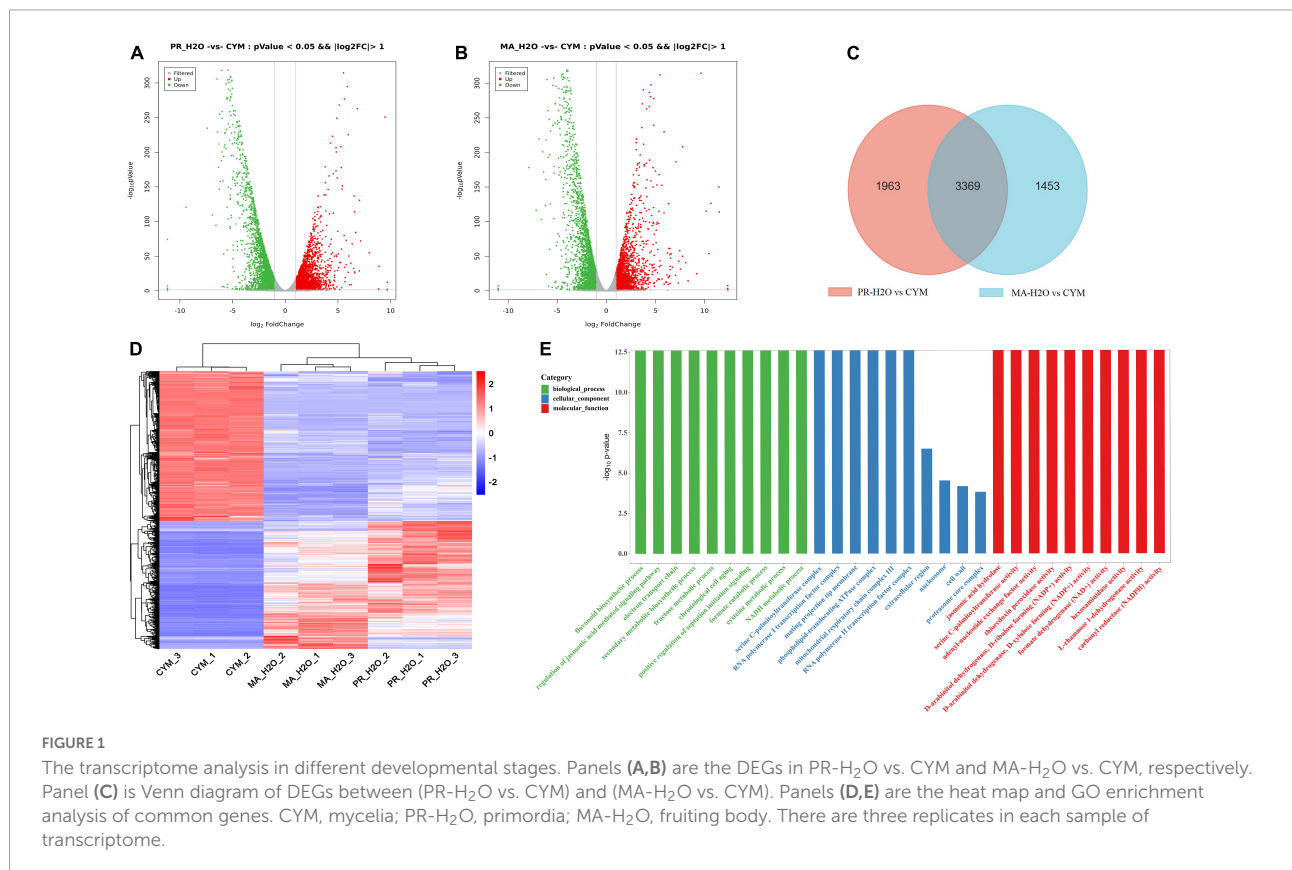 A
PR_H2O -vs- CYM : pValue < 0.05 && |log2FC|> 1
Filtered
Up
Down
300
250
200
150
100
50
0
-log10pValue
-10
-5
0
5
10
log2 FoldChange
B
MA_H2O -vs- CYM : pValue < 0.05 && |log2FC|> 1
Filtered
Up
Down
300
250
200
150
100
50
0
-log10pValue
-10
-5
0
5
10
log2 FoldChange
C
1963
3369
1453
PR-H2O vs CYM
MA-H2O vs CYM
D
2
1
0
-1
-2
CYM_3
CYM_1
CYM_2
MA_H2O_2
MA_H2O_1
MA_H2O_3
PR_H2O_2
PR_H2O_1
PR_H2O_3
E
Category
biological_process
cellular_component
molecular_function
12.5
10.0
7.5
5.0
2.5
0.0
-log10 p-value
flavonoid biosynthetic process
regulation of jasmonic acid mediated signaling pathway
electron transport chain
secondary metabolite biosynthetic process
fructose metabolic process
chronological cell aging
positive regulation of septation initiation signaling
formate catabolic process
cysteine metabolic process
NADH metabolic process
serine C-palmitoyltransferase complex
RNA polymerase I transcription factor complex
mating projection tip membrane
phospholipid-translocating ATPase complex
mitochondrial respiratory chain complex III
RNA polymerase II transcription factor complex
extracellular region
nucleosome
cell wall
proteasome core complex
jasmonic acid hydrolase
serine C-palmitoyltransferase activity
adenyl-nucleotide exchange factor activity
thioredoxin peroxidase activity
D-arabinitol dehydrogenase, D-ribulose forming (NADP+) activity
D-arabinitol dehydrogenase, D-xylulose forming (NADP+) activity
formate dehydrogenase (NAD+) activity
hexosaminidase activity
L-rhamnose 1-dehydrogenase activity
carbonyl reductase (NADPH) activity
FIGURE 1
The transcriptome analysis in different developmental stages. Panels (A,B) are the DEGs in PR-H2O vs. CYM and MA-H2O vs. CYM, respectively.
Panel (C) is Venn diagram of DEGs between (PR-H2O vs. CYM) and (MA-H2O vs. CYM). Panels (D,E) are the heat map and GO enrichment
analysis of common genes. CYM, mycelia; PR-H2O, primordia; MA-H2O, fruiting body. There are three replicates in each sample of
transcriptome.